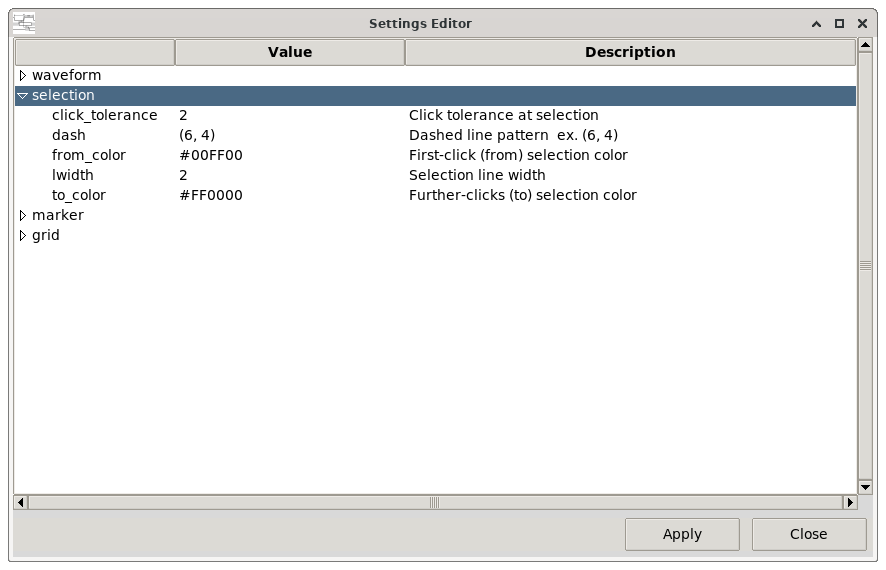 Settings Editor
Value Description
waveform
selection
click_tolerance 2 Click tolerance at selection
dash (6, 4) Dashed line pattern  ex. (6, 4)
from_color #00FF00 First-click (from) selection color
lwidth 2 Selection line width
to_color #FF0000 Further-clicks (to) selection color
marker
grid
Apply Close